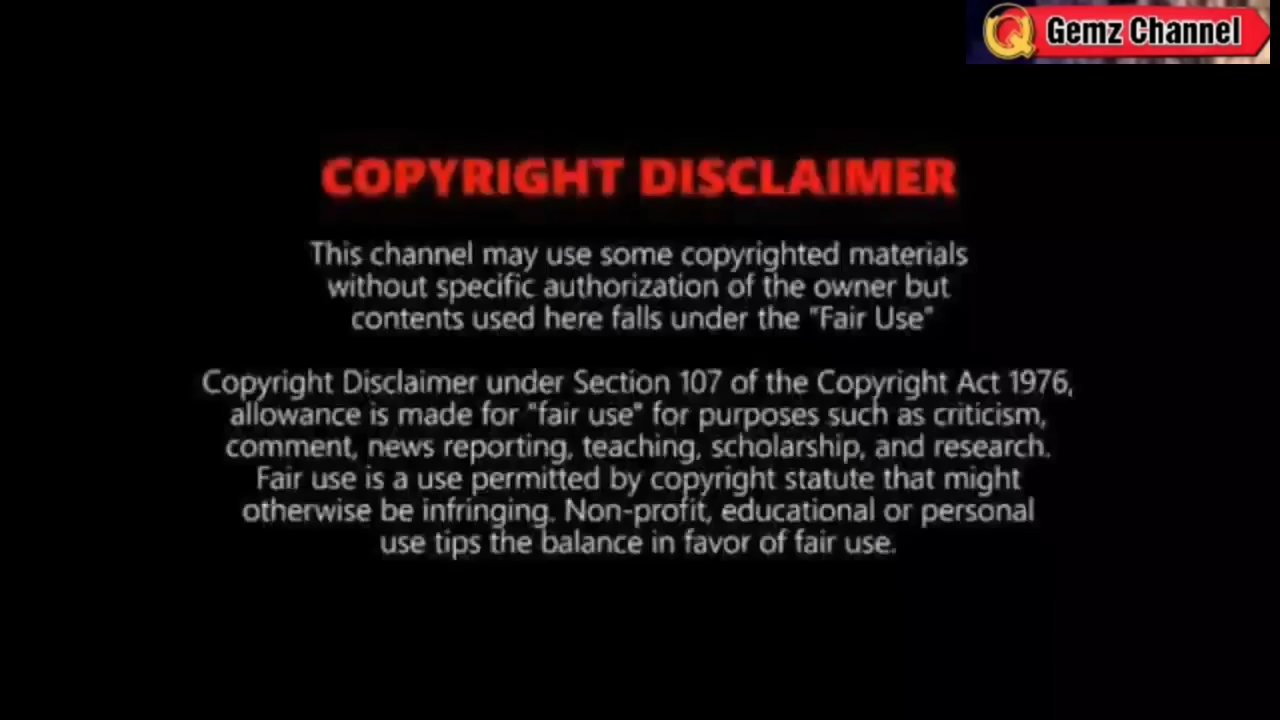 Gemz Channel
COPYRIGHT DISCLAIMER
This channel may use some copyrighted materials
without specific authorization of the owner but
contents used here falls under the "Fair Use"
Copyright Disclaimer under Section 107 of the Copyright Act 1976,
allowance is made for "fair use" for purposes such as criticism,
comment, news reporting, teaching, scholarship, and research.
Fair use is a use permitted by copyright statute that might
otherwise be infringing. Non-profit, educational or personal
use tips the balance in favor of fair use.